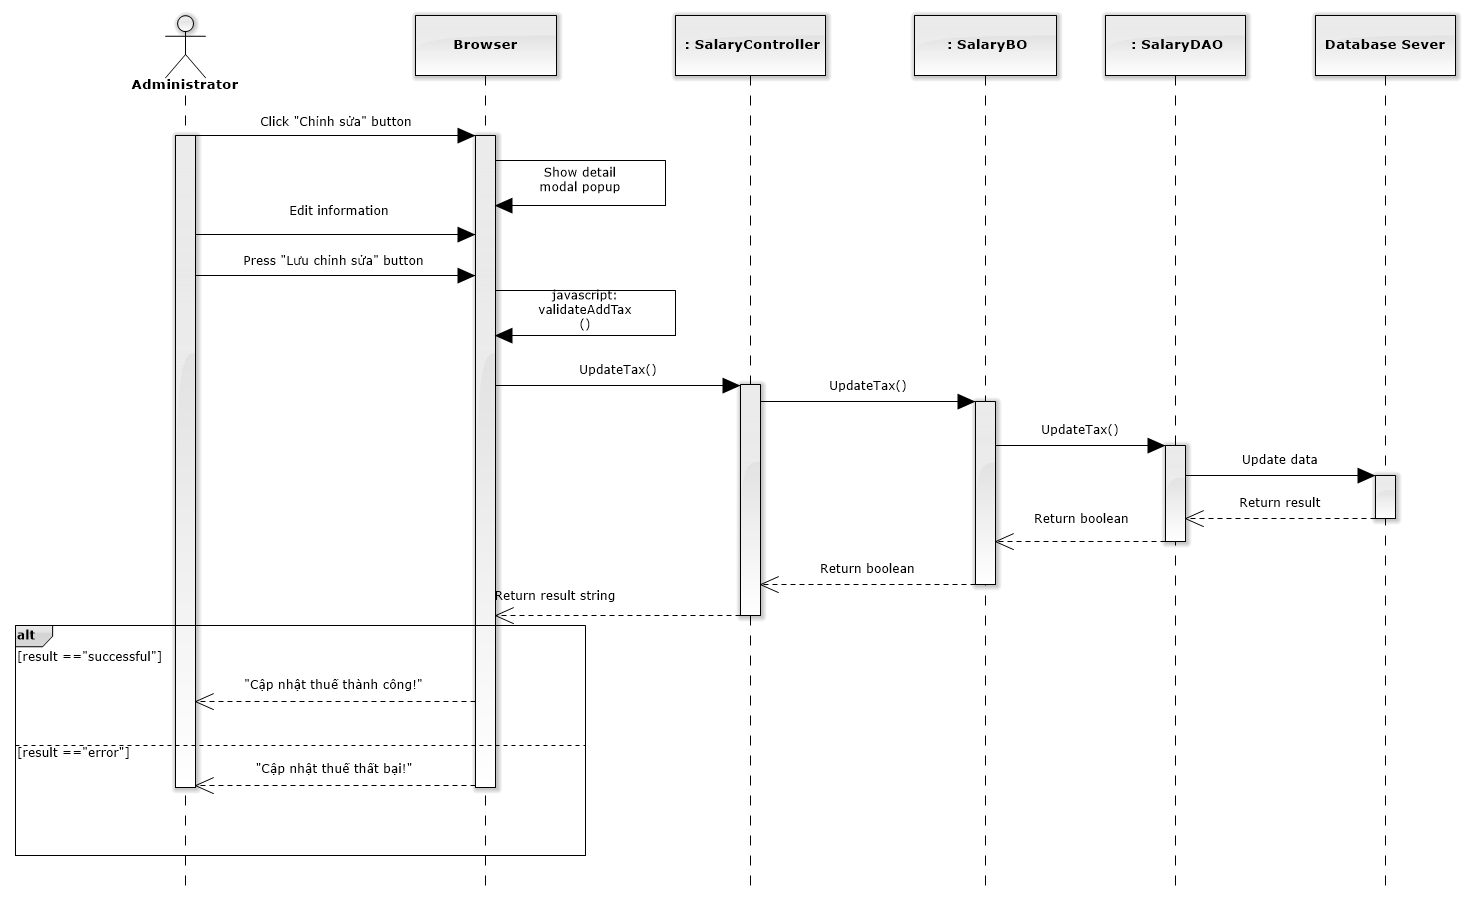 Administrator
Browser
: SalaryController
: SalaryBO
: SalaryDAO
Database Sever
Click "Chỉnh sửa" button
Show detail
modal popup
Edit information
Press "Lưu chỉnh sửa" button
javascript:
validateAddTax
()
UpdateTax()
UpdateTax()
UpdateTax()
Update data
Return result
Return boolean
Return boolean
Return result string
alt
[result =="successful"]
"Cập nhật thuế thành công!"
[result =="error"]
"Cập nhật thuế thất bại!"